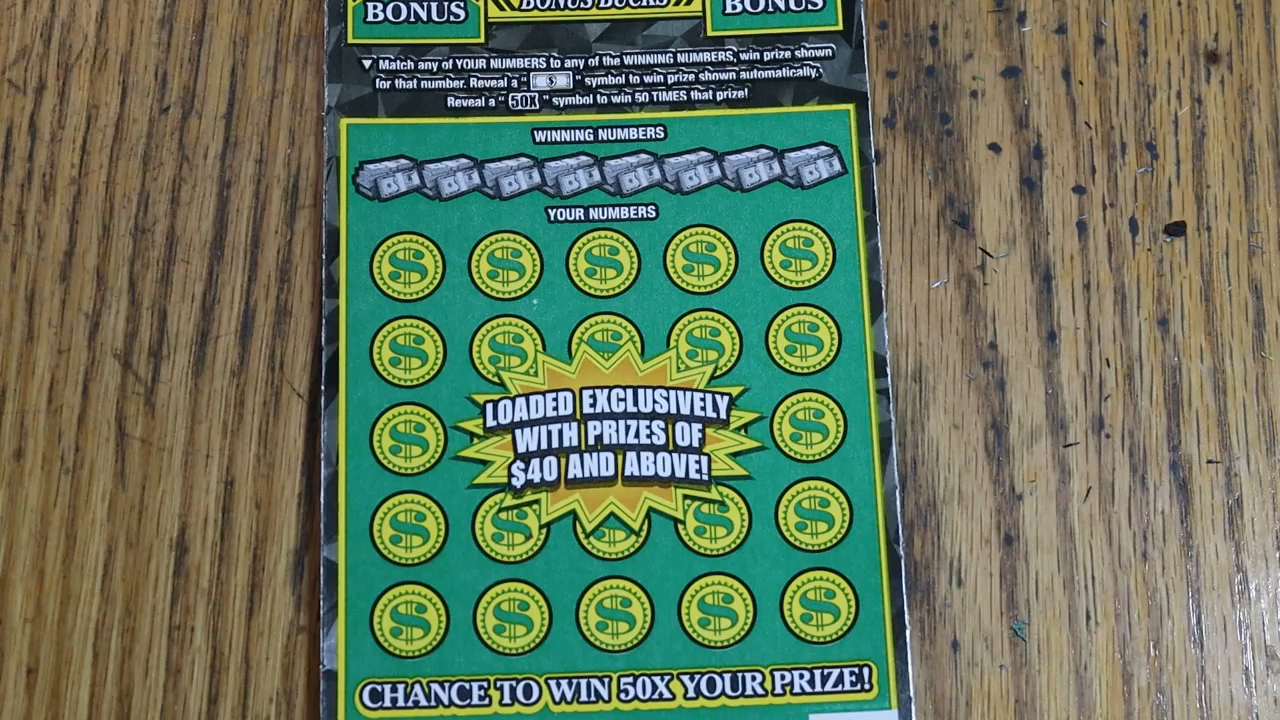 BONUS
BONUS BUCKS
BONUS
Match any of YOUR NUMBERS to any of the WINNING NUMBERS, win prize shown
for that number. Reveal a " $ " symbol to win prize shown automatically.
Reveal a " 50X " symbol to win 50 TIMES that prize!
WINNING NUMBERS
YOUR NUMBERS
$ $ $ $ $
$ $ $ $ $
$ $
LOADED EXCLUSIVELY
WITH PRIZES OF
$40 AND ABOVE!
$ $ $ $ $
$ $ $ $ $
CHANCE TO WIN 50X YOUR PRIZE!